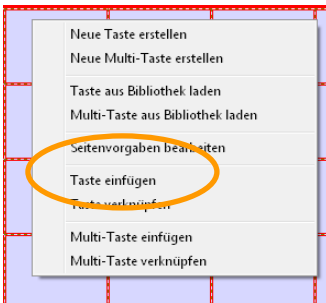 Neue Taste erstellen
Neue Multi-Taste erstellen
Taste aus Bibliothek laden
Multi-Taste aus Bibliothek laden
Seitenvorgaben bearbeiten
Taste einfügen
Taste verknüpfen
Multi-Taste einfügen
Multi-Taste verknüpfen